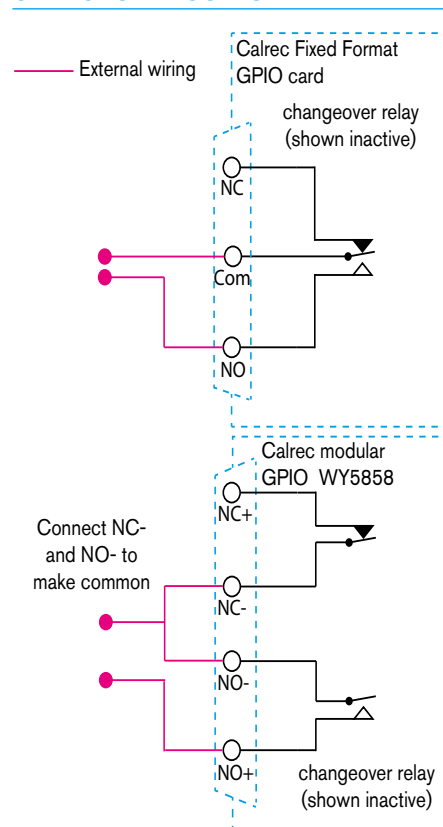 External wiring
Calrec Fixed Format
GPIO card
changeover relay
(shown inactive)
NC
Com
NO
Calrec modular
GPIO WY5858
NC+
Connect NC-
and NO- to
make common
NC-
NO-
NO+
changeover relay
(shown inactive)